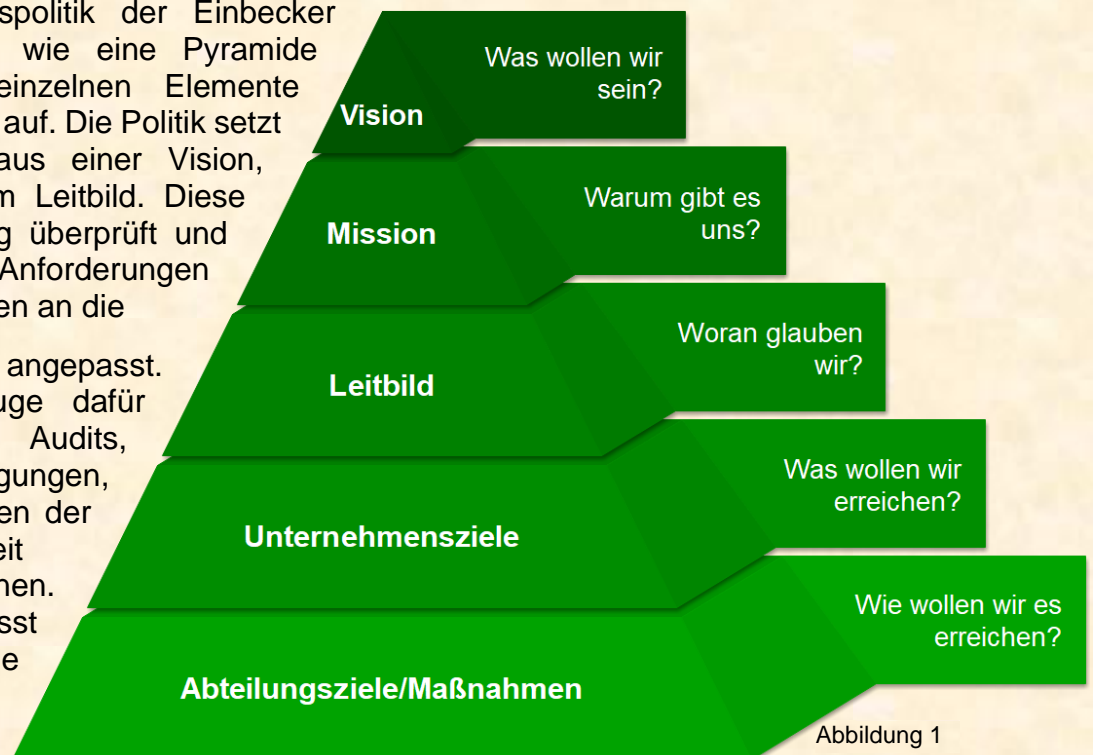 spolitik der Einbecker
wie eine Pyramide
einzelnen Elemente
auf. Die Politik setzt
aus einer Vision,
m Leitbild. Diese
g überprüft und
Anforderungen
en an die
angepasst.
uge dafür
Audits,
gungen,
en der
eit
nen.
sst
e
Vision
Was wollen wir
sein?
Mission
Warum gibt es
uns?
Leitbild
Woran glauben
wir?
Unternehmensziele
Was wollen wir
erreichen?
Abteilungsziele/Maßnahmen
Wie wollen wir es
erreichen?
Abbildung 1